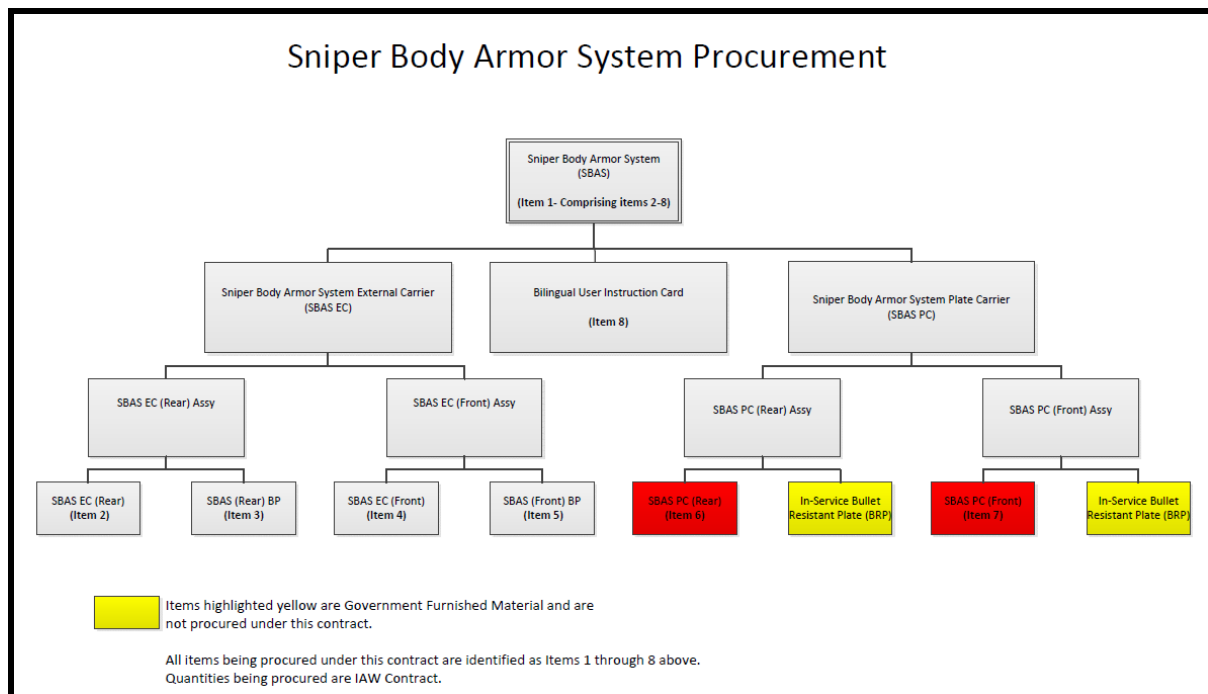 Sniper Body Armor System Procurement
Sniper Body Armor System
(SBAS)
(Item 1- Comprising items 2-8)
Sniper Body Armor System External Carrier
(SBAS EC)
Bilingual User Instruction Card
(Item 8)
Sniper Body Armor System Plate Carrier
(SBAS PC)
SBAS EC (Rear) Assy
SBAS EC (Front) Assy
SBAS PC (Rear) Assy
SBAS PC (Front) Assy
SBAS EC (Rear)
(Item 2)
SBAS (Rear) BP
(Item 3)
SBAS EC (Front)
(Item 4)
SBAS (Front) BP
(Item 5)
SBAS PC (Rear)
(Item 6)
In-Service Bullet
Resistant Plate (BRP)
SBAS PC (Front)
(Item 7)
In-Service Bullet
Resistant Plate (BRP)
Items highlighted yellow are Government Furnished Material and are
not procured under this contract.
All items being procured under this contract are identified as Items 1 through 8 above.
Quantities being procured are IAW Contract.